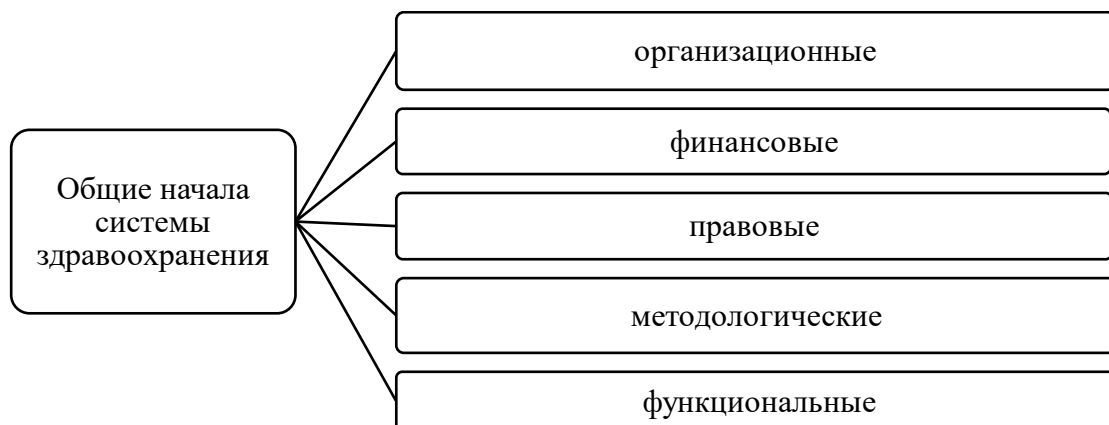 Общие начала
системы
здравоохранения
организационные
финансовые
правовые
методологические
функциональные